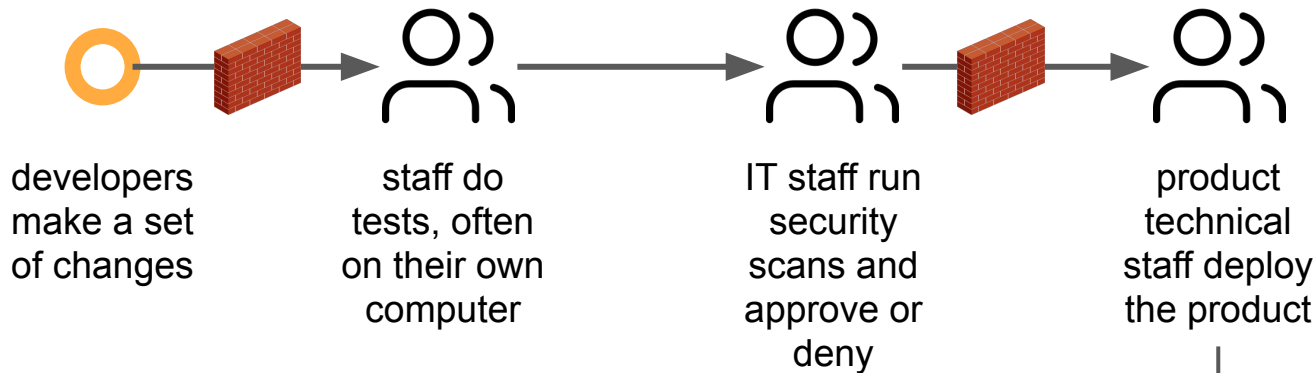 developers
make a set
of changes
staff do
tests, often
on their own
computer
IT staff run
security
scans and
approve or
deny
product
technical
staff deploy
the product